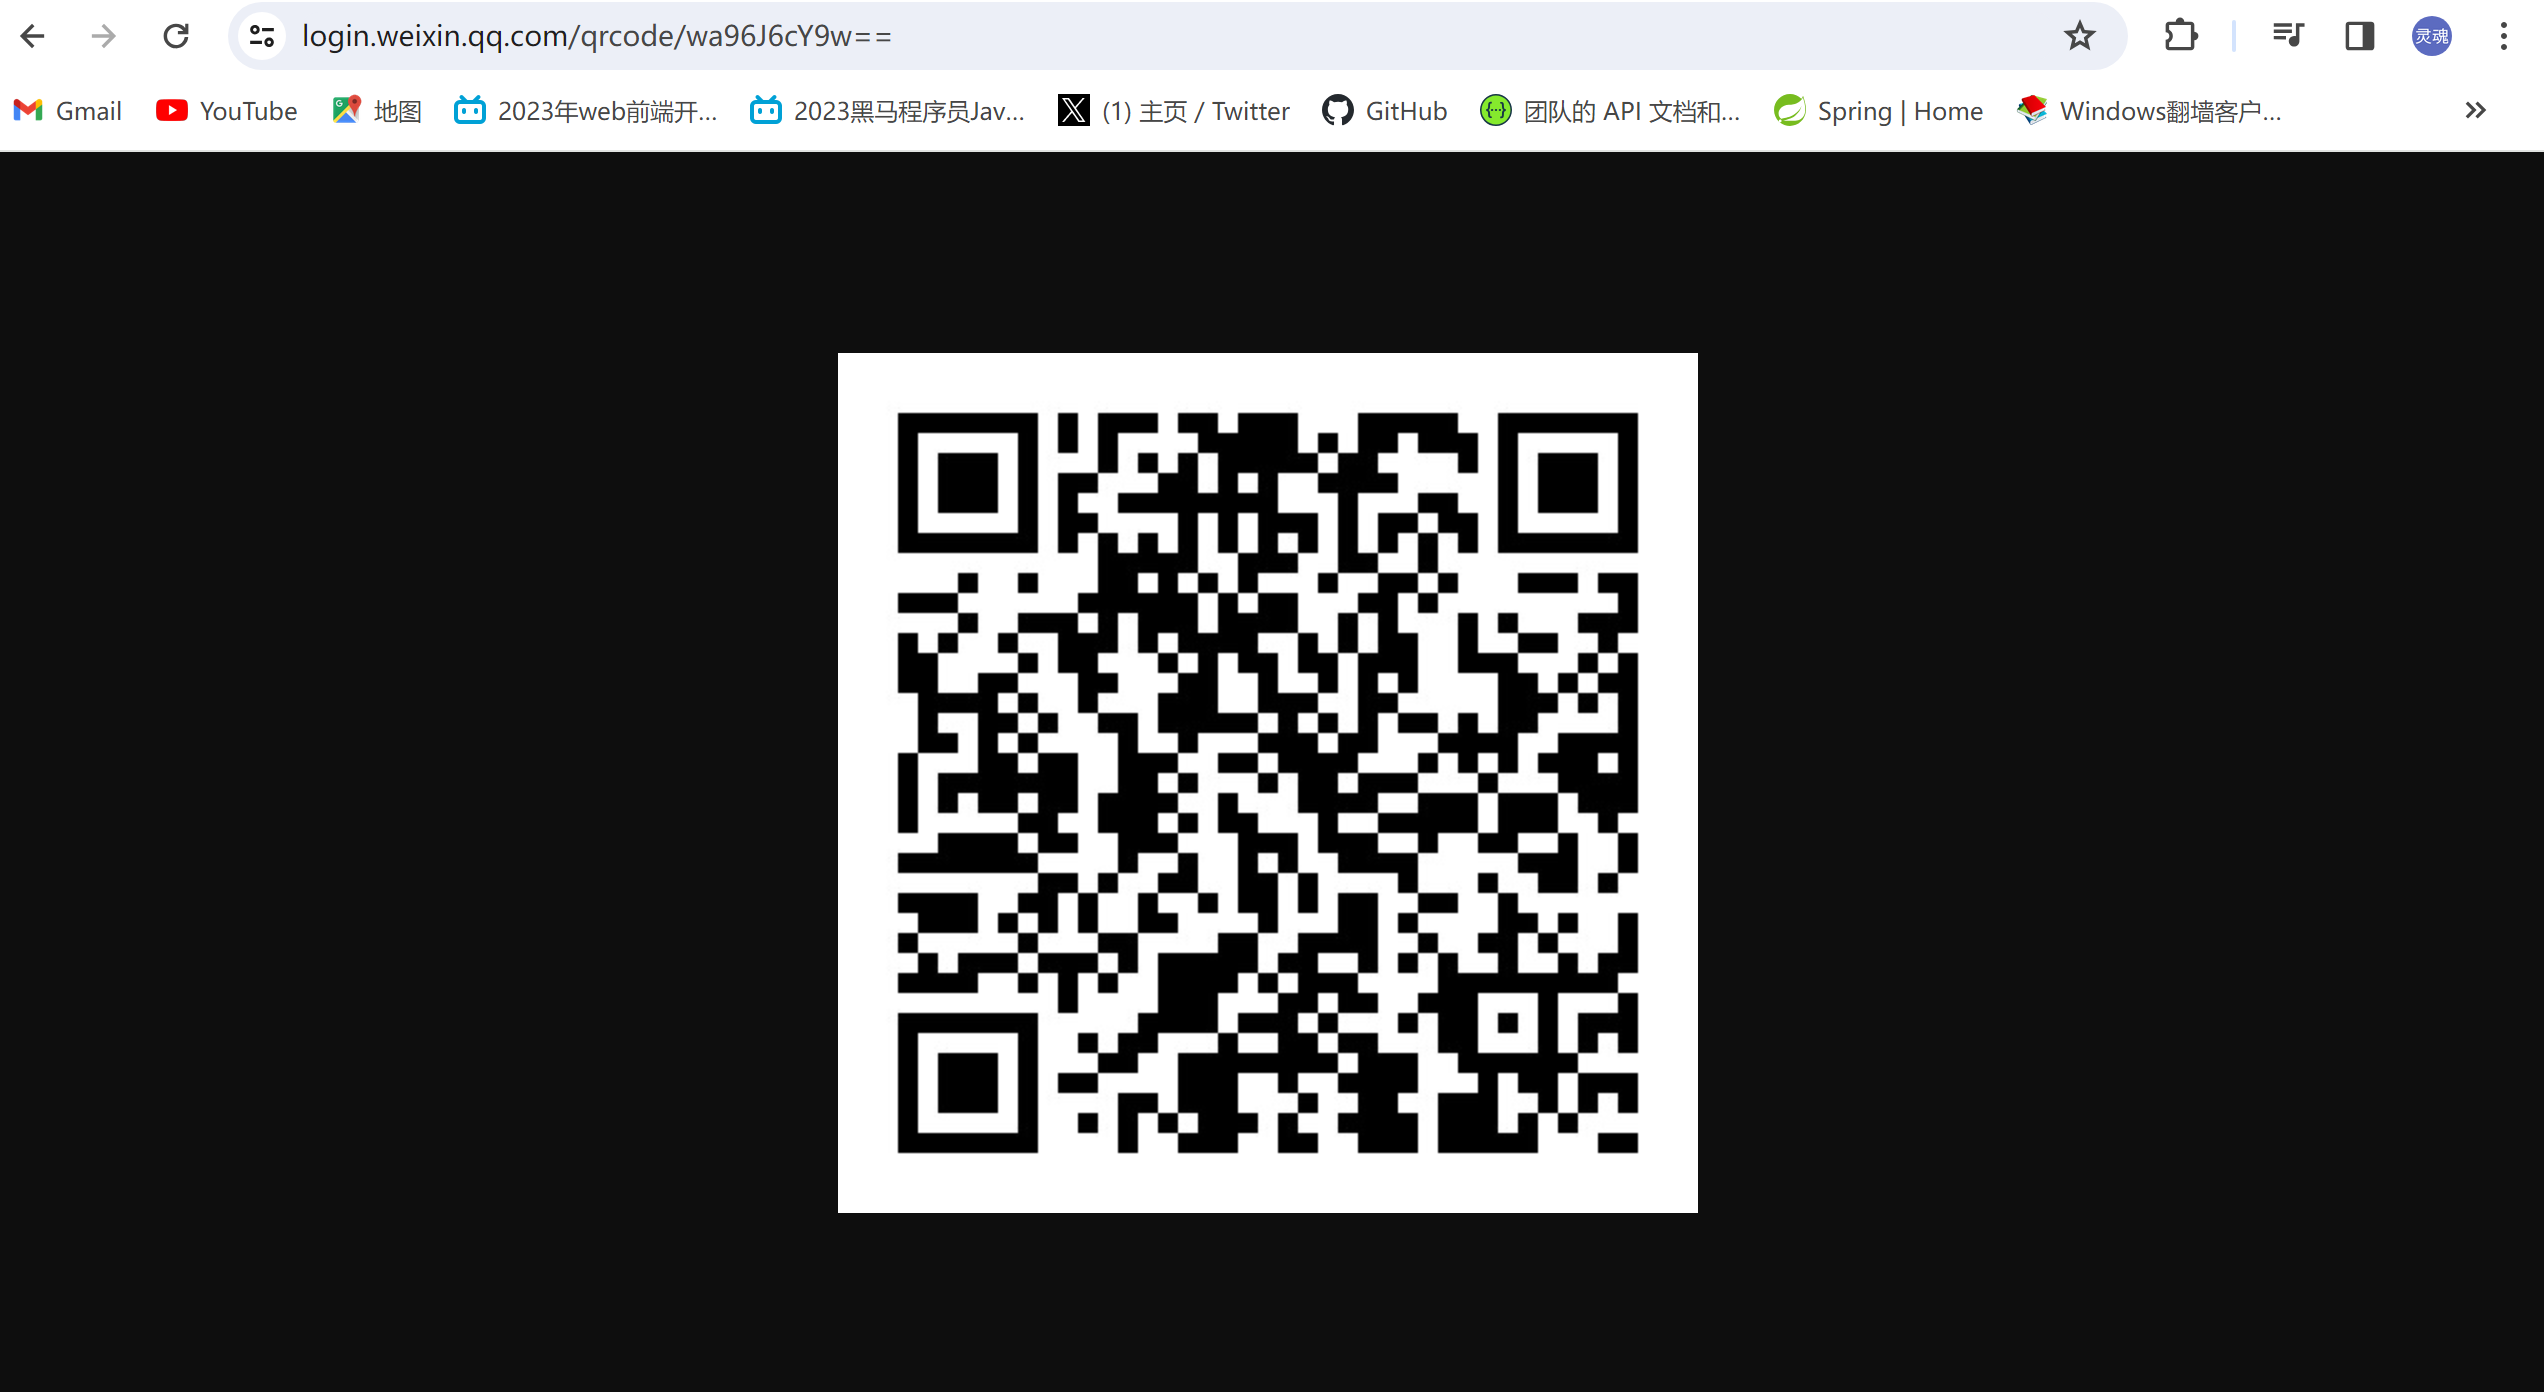 login.weixin.qq.com/qrcode/wa96J6cY9w==
灵魂
Gmail
YouTube
地图
2023年web前端开...
2023黑马程序员Jav...
(1) 主页 / Twitter
GitHub
团队的 API 文档和...
Spring | Home
Windows翻墙客户...